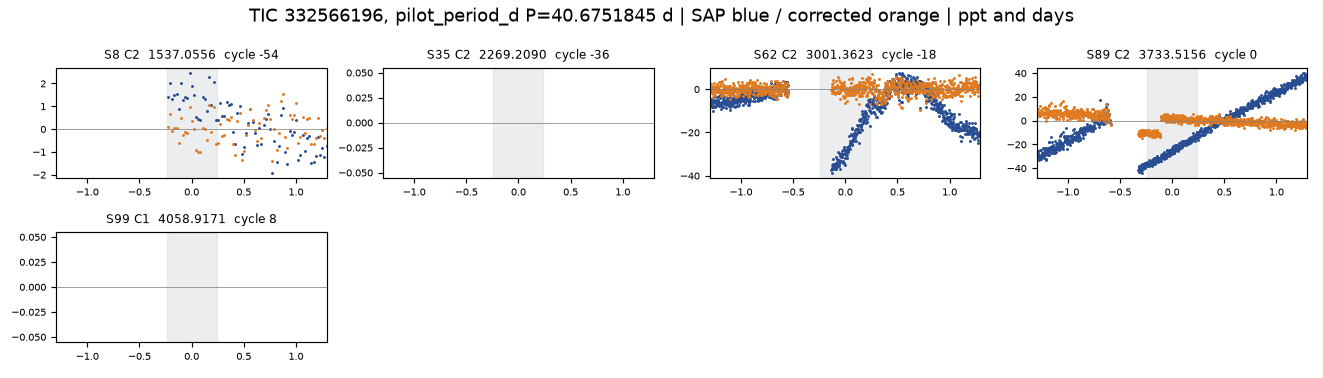 TIC 332566196, pilot_period_d P=40.6751845 d | SAP blue / corrected orange | ppt and days
S8 C2 1537.0556 cycle -54
S35 C2 2269.2090 cycle -36
S62 C2 3001.3623 cycle -18
S89 C2 3733.5156 cycle 0
2
1
0
−1
−2
−1.0 −0.5 0.0 0.5 1.0
0.050
0.025
0.000
−0.025
−0.050
−1.0 −0.5 0.0 0.5 1.0
0
−20
−40
−1.0 −0.5 0.0 0.5 1.0
40
20
0
−20
−40
−1.0 −0.5 0.0 0.5 1.0
S99 C1 4058.9171 cycle 8
0.050
0.025
0.000
−0.025
−0.050
−1.0 −0.5 0.0 0.5 1.0